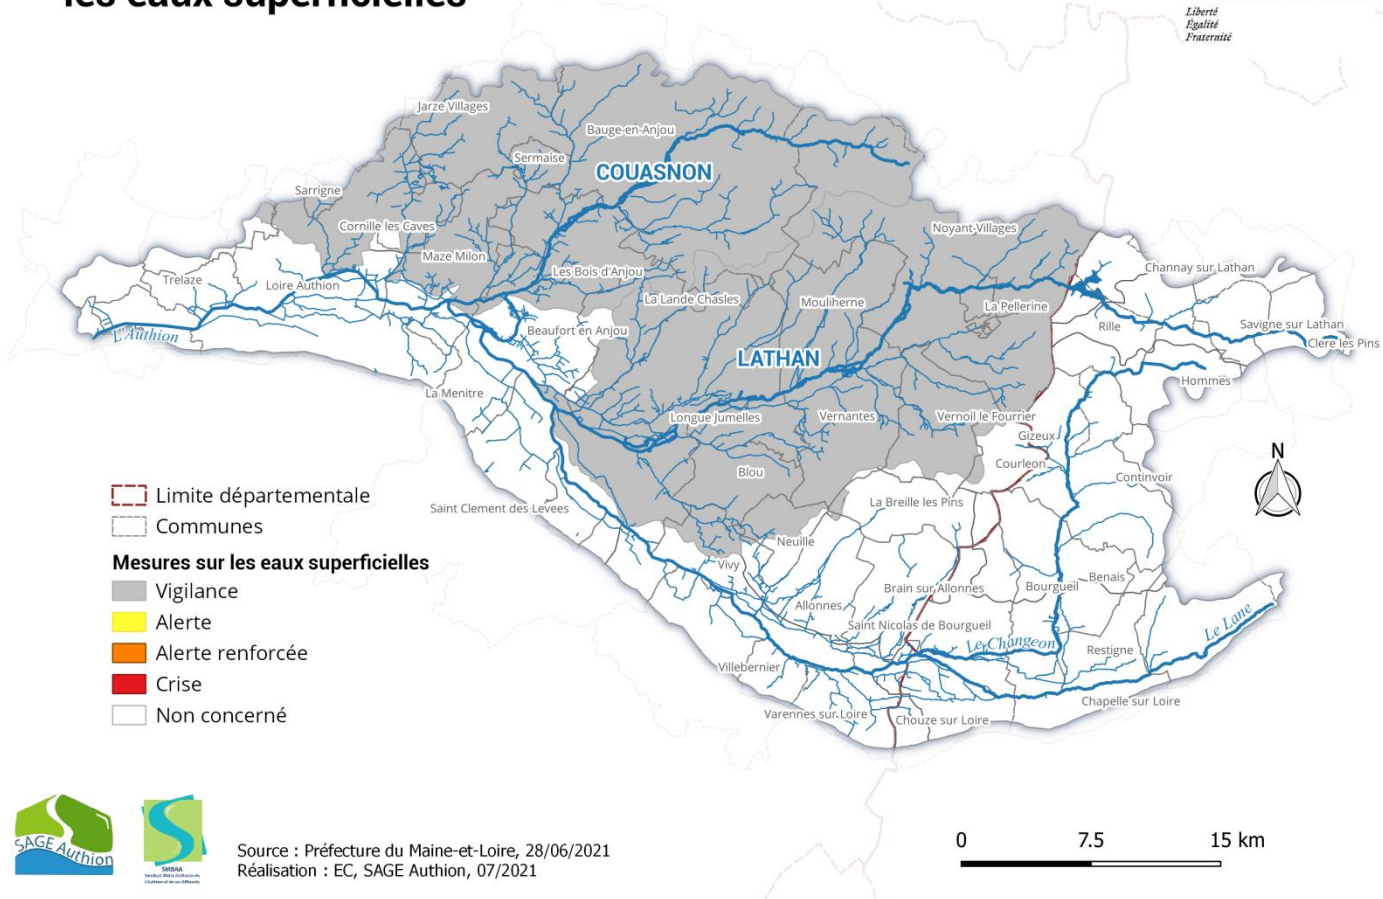 les eaux superficielles
Liberté
Égalité
Fraternité
Jarze Villages
Bauge-en-Anjou
Sermaise
COUASNON
Sarrigne
Cornille les Caves
Noyant-Villages
Maze Milon
Les Bois d'Anjou
Channay sur Lathan
Trelaze
Loire Authion
La Lande Chasles
Mouliherne
La Pellerine
L'Authion
Beaufort en Anjou
Rille
Savigne sur Lathan
Clere les Pins
LATHAN
Hommes
La Menitre
Longue Jumelles
Vernantes
Vernoil le Fourrier
Gizeux
Courleon
Blou
Continvoir
N
Saint Clement des Levees
La Breille les Pins
Neuille
Vivy
Brain sur Allonnes
Bourgueil
Benais
Allonnes
Saint Nicolas de Bourgueil
Le Changeon
Le Lane
Restigne
Villebernier
Chapelle sur Loire
Varennes sur Loire
Chouze sur Loire
Limite départementale
Communes
Mesures sur les eaux superficielles
Vigilance
Alerte
Alerte renforcée
Crise
Non concerné
SAGE Authion
SMBAA
Source : Préfecture du Maine-et-Loire, 28/06/2021
Réalisation : EC, SAGE Authion, 07/2021
0 7.5 15 km